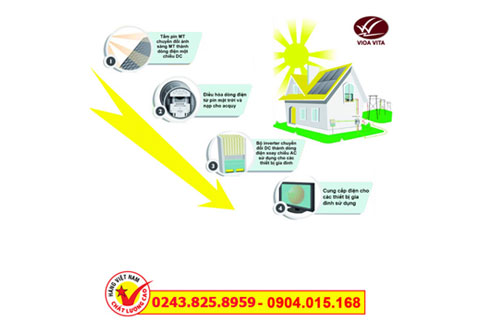 VIOA VITA
1
Tấm pin MT
chuyển đổi ánh
sáng MT thành
dòng điện một
chiều DC
2
Điều hòa dòng điện
từ pin mặt trời và
nạp cho acquy
3
Bộ inverter chuyển
đổi DC thành dòng
điện xoay chiều AC
sử dụng cho các
thiết bị gia đình
4
Cung cấp điện cho
các thiết bị gia
đình sử dụng
HÀNG VIỆT NAM
CHẤT LƯỢNG CAO
0243.825.8959 - 0904.015.168